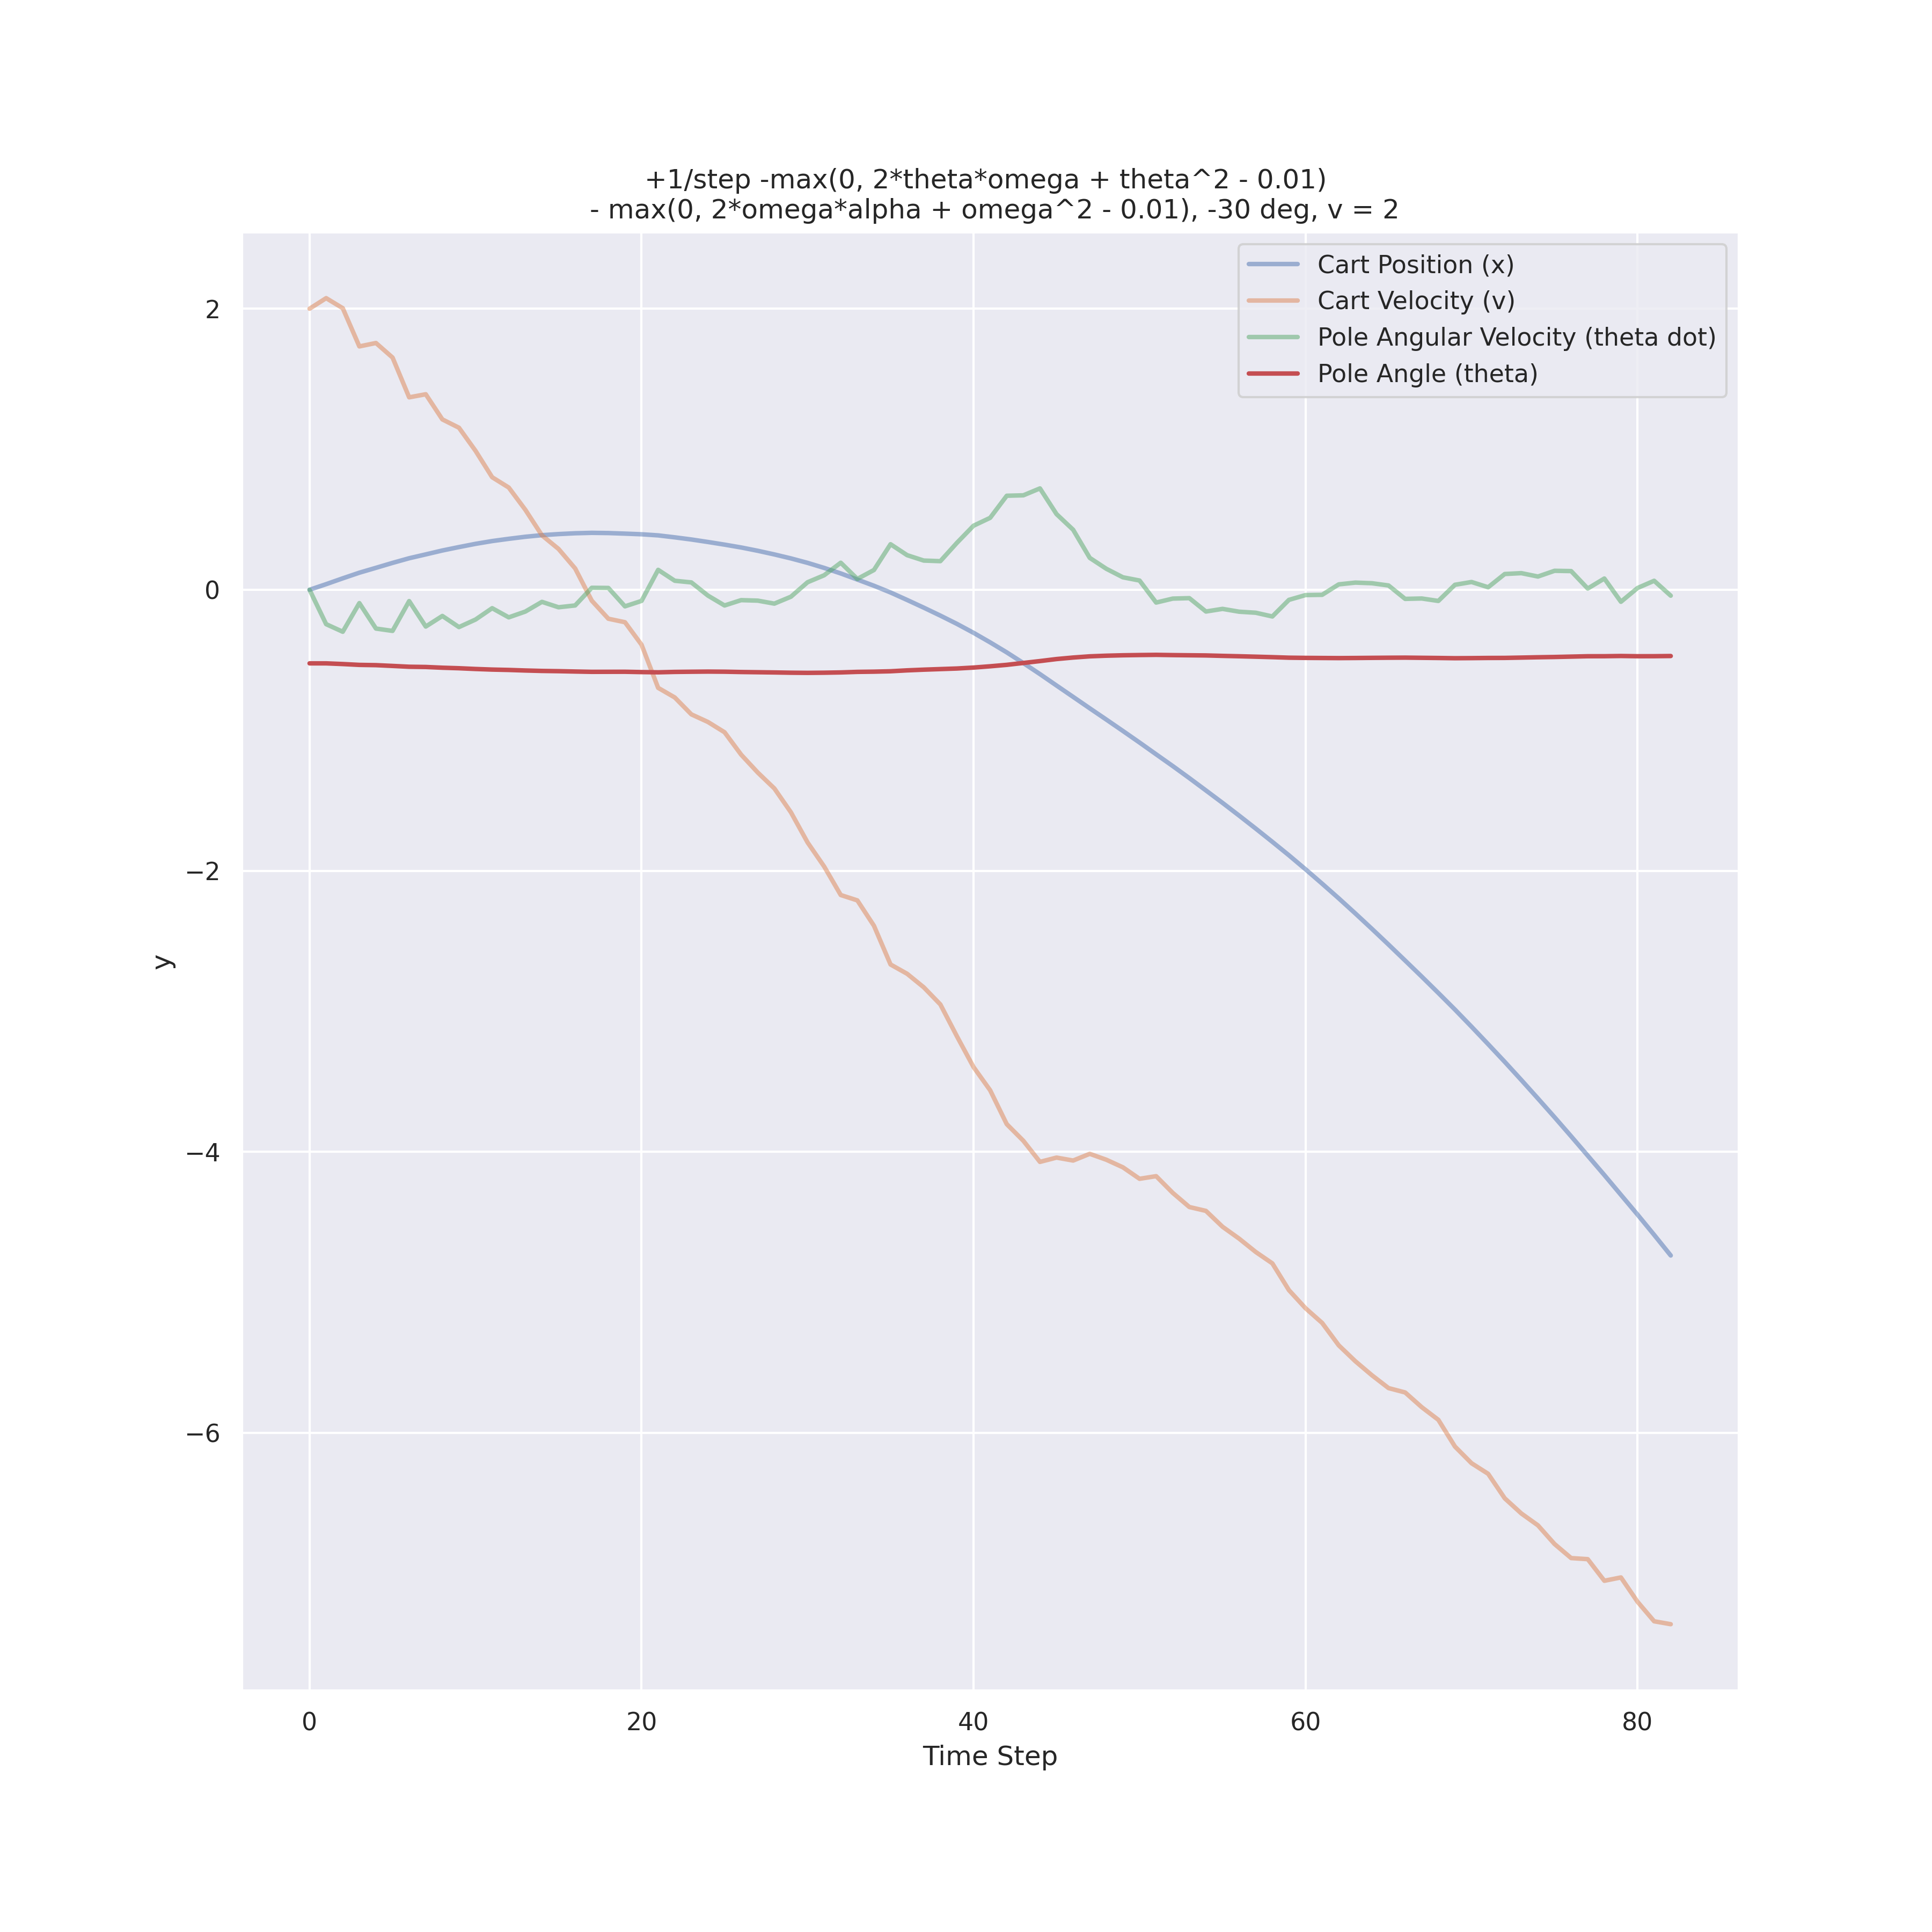 +1/step -max(0, 2*theta*omega + theta^2 - 0.01)
- max(0, 2*omega*alpha + omega^2 - 0.01), -30 deg, v = 2
Cart Position (x)
Cart Velocity (v)
Pole Angular Velocity (theta dot)
Pole Angle (theta)
2
0
−2
−4
−6
y
0 20 40 60 80
Time Step